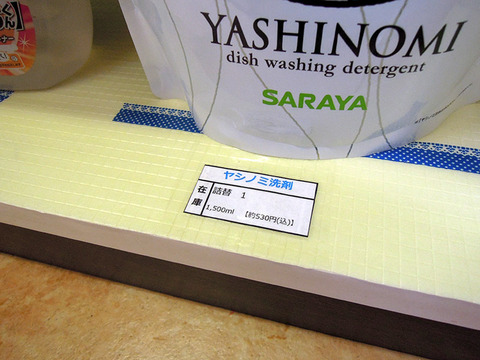 YASHINOMI
dish washing detergent
SARAYA
ヤシノミ洗剤
在庫
詰替 1
1,500ml 【約530円(込)】